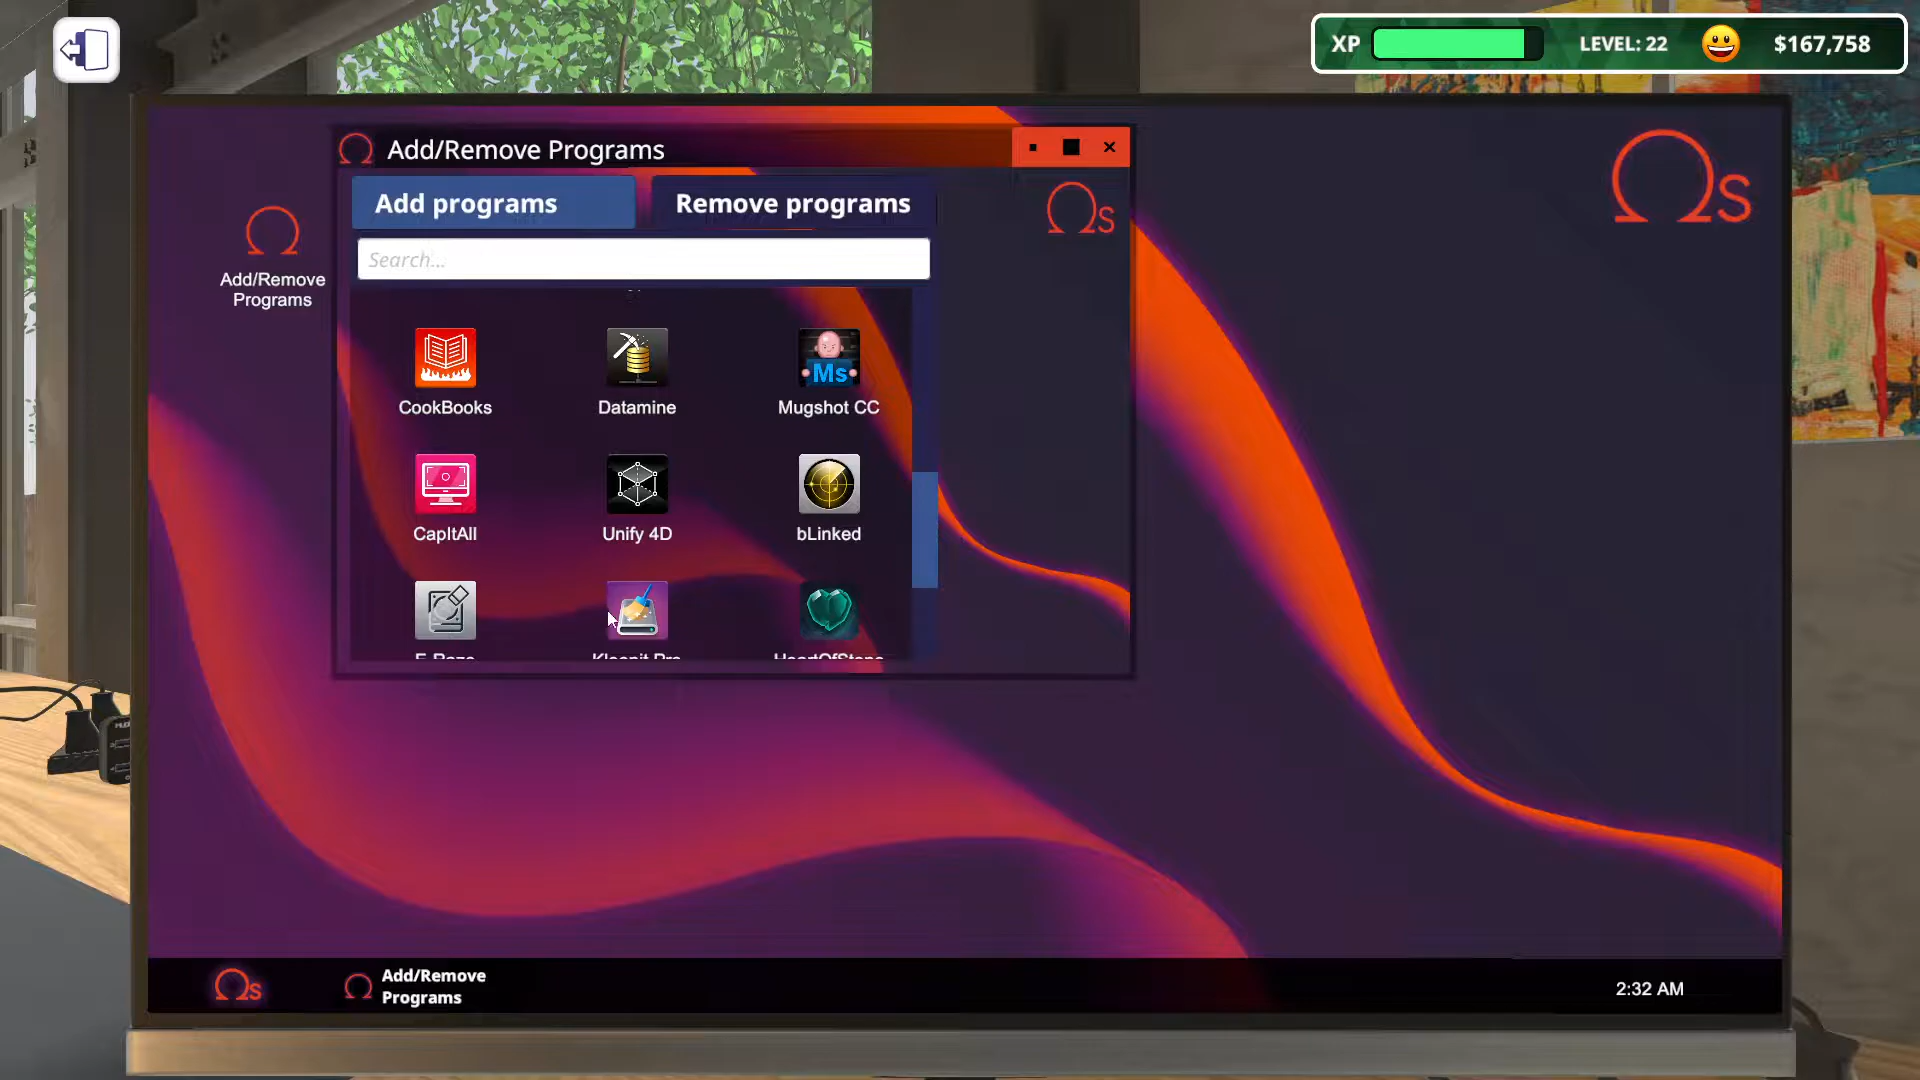 XP
LEVEL: 22
$167,758
Add/Remove Programs
Add programs
Remove programs
Ωs
Ωs
Search...
Add/Remove
Programs
CookBooks
Datamine
Ms
Mugshot CC
CapItAll
Unify 4D
bLinked
HeartOfStone
Ωs
Add/Remove
Programs
2:32 AM